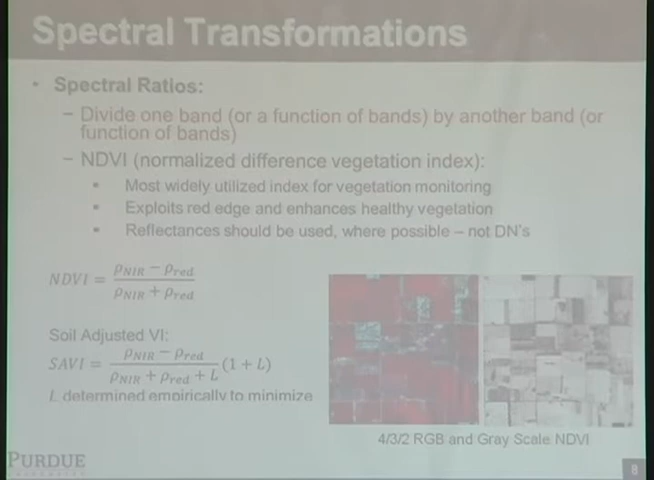 Spectral Transformations
• Spectral Ratios:
– Divide one band (or a function of bands) by another band (or
function of bands)
– NDVI (normalized difference vegetation index):
▪ Most widely utilized index for vegetation monitoring
▪ Exploits red edge and enhances healthy vegetation
▪ Reflectances should be used, where possible – not DN's
NDVI = (ρNIR − ρred) / (ρNIR + ρred)
Soil Adjusted VI:
SAVI = (ρNIR − ρred) / (ρNIR + ρred + L) (1 + L)
L determined empirically to minimize
4/3/2 RGB and Gray Scale NDVI
PURDUE
UNIVERSITY
8